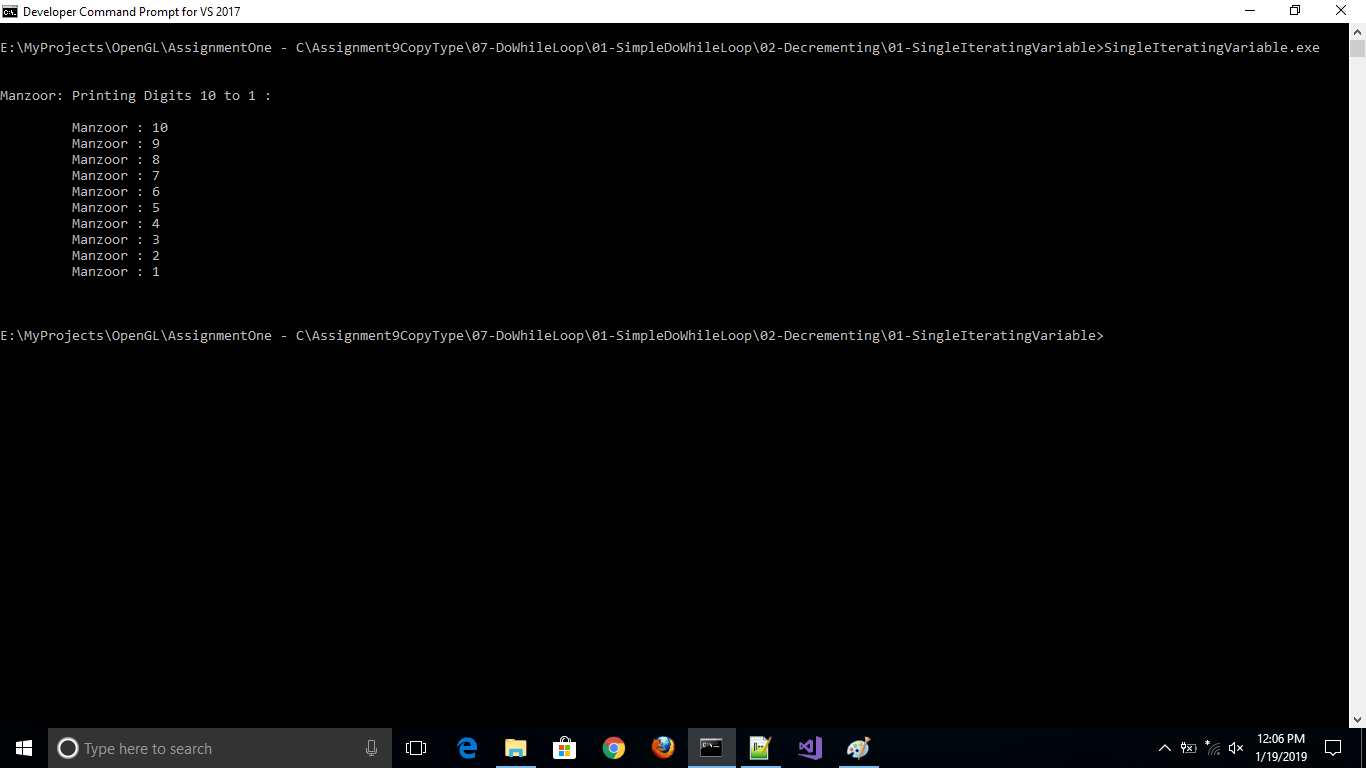 Developer Command Prompt for VS 2017
E:\MyProjects\OpenGL\AssignmentOne - C\Assignment9CopyType\07-DoWhileLoop\01-SimpleDoWhileLoop\02-Decrementing\01-SingleIteratingVariable>SingleIteratingVariable.exe
Manzoor: Printing Digits 10 to 1 :
Manzoor : 10
Manzoor : 9
Manzoor : 8
Manzoor : 7
Manzoor : 6
Manzoor : 5
Manzoor : 4
Manzoor : 3
Manzoor : 2
Manzoor : 1
E:\MyProjects\OpenGL\AssignmentOne - C\Assignment9CopyType\07-DoWhileLoop\01-SimpleDoWhileLoop\02-Decrementing\01-SingleIteratingVariable>
Type here to search
12:06 PM
1/19/2019